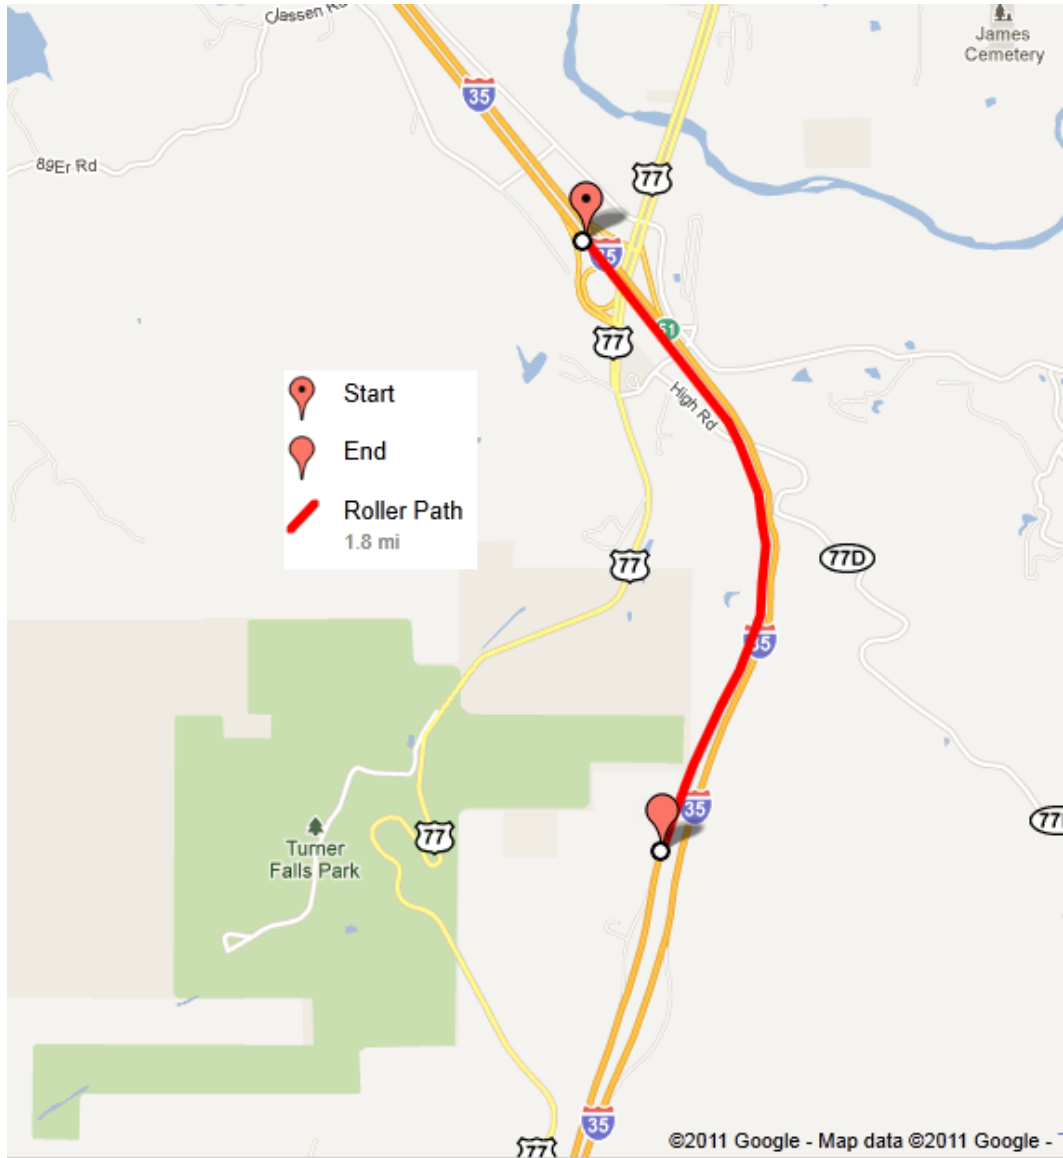 Classen Rd
James
Cemetery
35
89Er Rd
77
35
51
77
High Rd
Start
End
Roller Path
1.8 mi
77
77D
35
35
77
Turner
Falls Park
35
77
©2011 Google - Map data ©2011 Google -